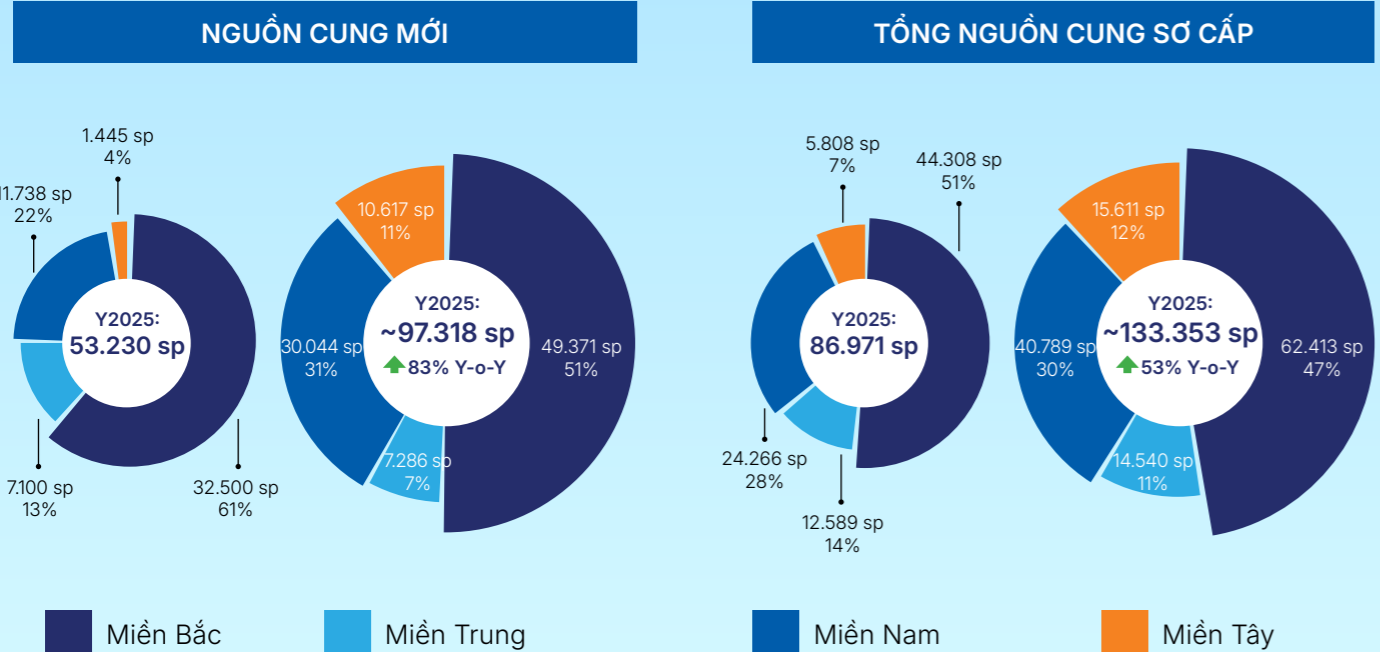 NGUỒN CUNG MỚI
1.445 sp
4%
11.738 sp
22%
Y2025:
53.230 sp
7.100 sp
13%
32.500 sp
61%
10.617 sp
11%
30.044 sp
31%
Y2025:
~97.318 sp
83% Y-o-Y
49.371 sp
51%
7.286 sp
7%
TỔNG NGUỒN CUNG SƠ CẤP
5.808 sp
7%
44.308 sp
51%
Y2025:
86.971 sp
24.266 sp
28%
12.589 sp
14%
15.611 sp
12%
40.789 sp
30%
Y2025:
~133.353 sp
53% Y-o-Y
62.413 sp
47%
14.540 sp
11%
Miền Bắc
Miền Trung
Miền Nam
Miền Tây